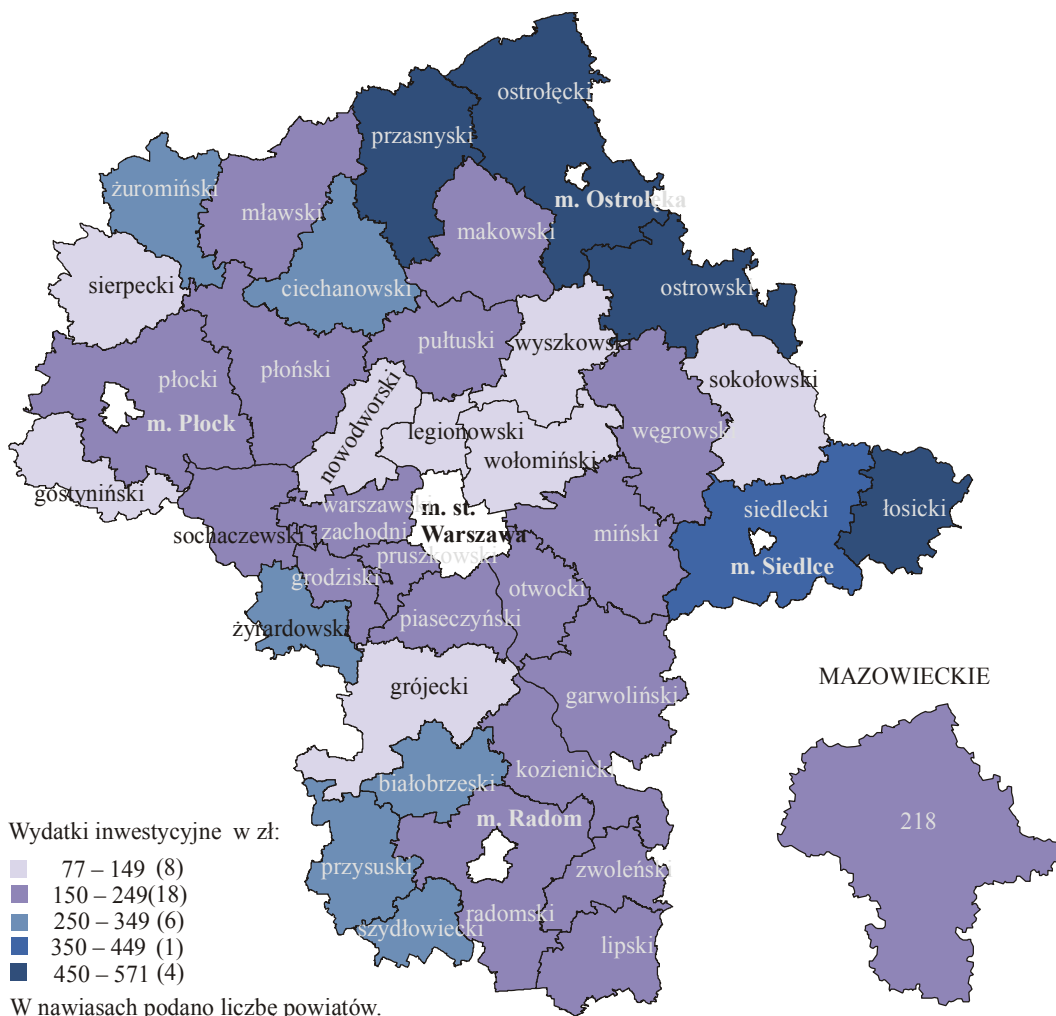 ostrołęcki
przasnyski
żuromiński
m. Ostrołęka
mławski
makowski
sierpecki
ciechanowski
ostrowski
pułtuski
wyszkowski
płocki
płoński
sokołowski
nowodworski
m. Płock
legionowski
węgrowski
wołomiński
gostyniński
warszawski
zachodni
m. st.
Warszawa
siedlecki
łosicki
sochaczewski
miński
pruszkowski
m. Siedlce
grodziski
otwocki
piaseczyński
żyrardowski
grójecki
garwoliński
MAZOWIECKIE
białobrzeski
kozienicki
m. Radom
218
Wydatki inwestycyjne w zł:
77 – 149 (8)
150 – 249(18)
250 – 349 (6)
350 – 449 (1)
450 – 571 (4)
przysuski
zwoleński
radomski
szydłowiecki
lipski
W nawiasach podano liczbę powiatów.